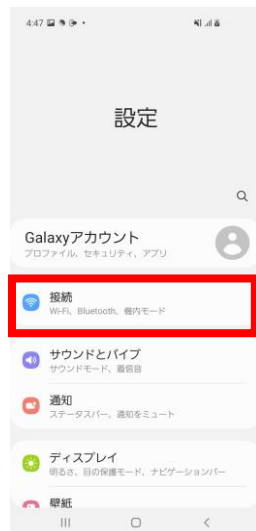 4:47
設定
Galaxyアカウント
プロファイル、セキュリティ、アプリ
接続
Wi-Fi、Bluetooth、機内モード
サウンドとバイブ
サウンドモード、着信音
通知
ステータスバー、通知をミュート
ディスプレイ
明るさ、目の保護モード、ナビゲーションバー
壁紙